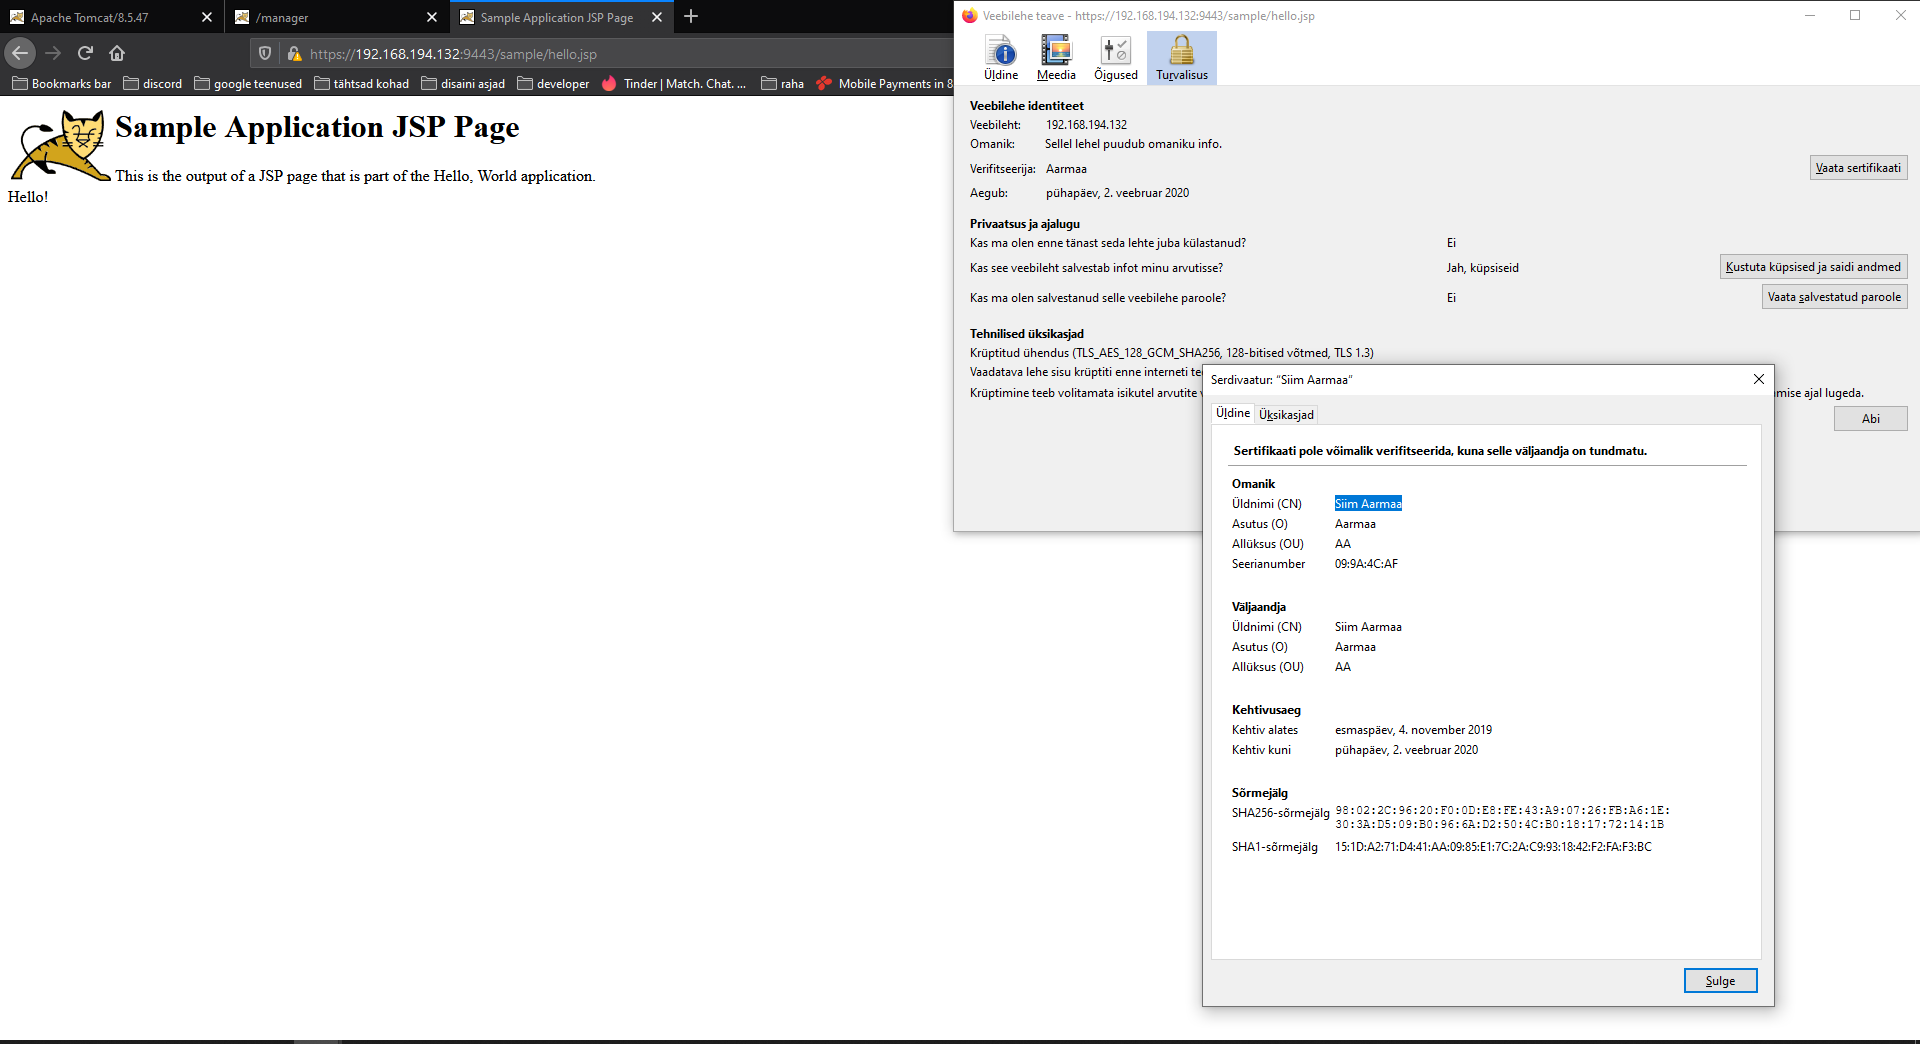 Apache Tomcat/8.5.47
/manager
Sample Application JSP Page
https://192.168.194.132:9443/sample/hello.jsp
Bookmarks bar discord google teenused tähtsad kohad disaini asjad developer Tinder | Match. Chat. ... raha Mobile Payments in 8
Sample Application JSP Page
This is the output of a JSP page that is part of the Hello, World application.
Hello!
Veebilehe teave - https://192.168.194.132:9443/sample/hello.jsp
Üldine Meedia Õigused Turvalisus
Veebilehe identiteet
Veebileht: 192.168.194.132
Omanik: Sellel lehel puudub omaniku info.
Verifitseerija: Aarmaa Vaata sertifikaati
Aegub: pühapäev, 2. veebruar 2020
Privaatsus ja ajalugu
Kas ma olen enne tänast seda lehte juba külastanud? Ei
Kas see veebileht salvestab infot minu arvutisse? Jah, küpsiseid Kustuta küpsised ja saidi andmed
Kas ma olen salvestanud selle veebilehe paroole? Ei Vaata salvestatud paroole
Tehnilised üksikasjad
Krüptitud ühendus (TLS_AES_128_GCM_SHA256, 128-bitised võtmed, TLS 1.3)
Vaadatava lehe sisu krüptiti enne interneti te
Krüptimine teeb volitamata isikutel arvutite v mise ajal lugeda.
Abi
Serdivaatur: “Siim Aarmaa”
Üldine Üksikasjad
Sertifikaati pole võimalik verifitseerida, kuna selle väljaandja on tundmatu.
Omanik
Üldnimi (CN) Siim Aarmaa
Asutus (O) Aarmaa
Allüksus (OU) AA
Seerianumber 09:9A:4C:AF
Väljaandja
Üldnimi (CN) Siim Aarmaa
Asutus (O) Aarmaa
Allüksus (OU) AA
Kehtivusaeg
Kehtiv alates esmaspäev, 4. november 2019
Kehtiv kuni pühapäev, 2. veebruar 2020
Sõrmejälg
SHA256-sõrmejälg 98:02:2C:96:20:F0:0D:E8:FE:43:A9:07:26:FB:A6:1E:
30:3A:D5:09:B0:96:6A:D2:50:4C:B0:18:17:72:14:1B
SHA1-sõrmejälg 15:1D:A2:71:D4:41:AA:09:85:E1:7C:2A:C9:93:18:42:F2:FA:F3:BC
Sulge